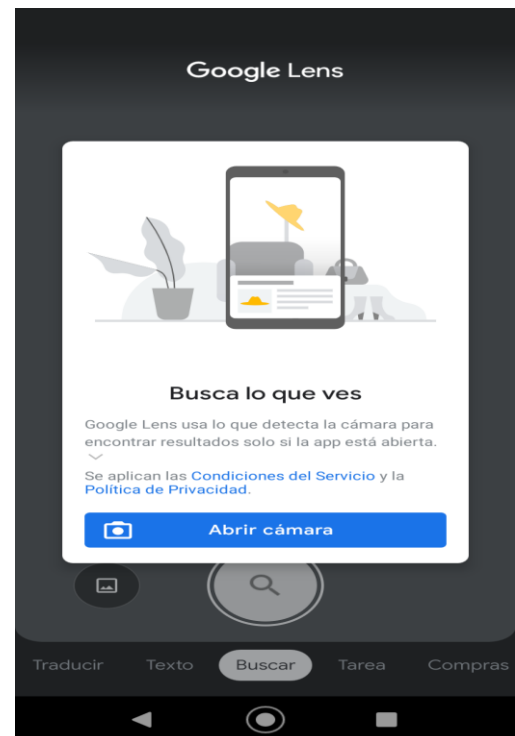 Google Lens
Busca lo que ves
Google Lens usa lo que detecta la cámara para
encontrar resultados solo si la app está abierta.
Se aplican las Condiciones del Servicio y la
Política de Privacidad.
Abrir cámara
Traducir Texto Buscar Tarea Compras